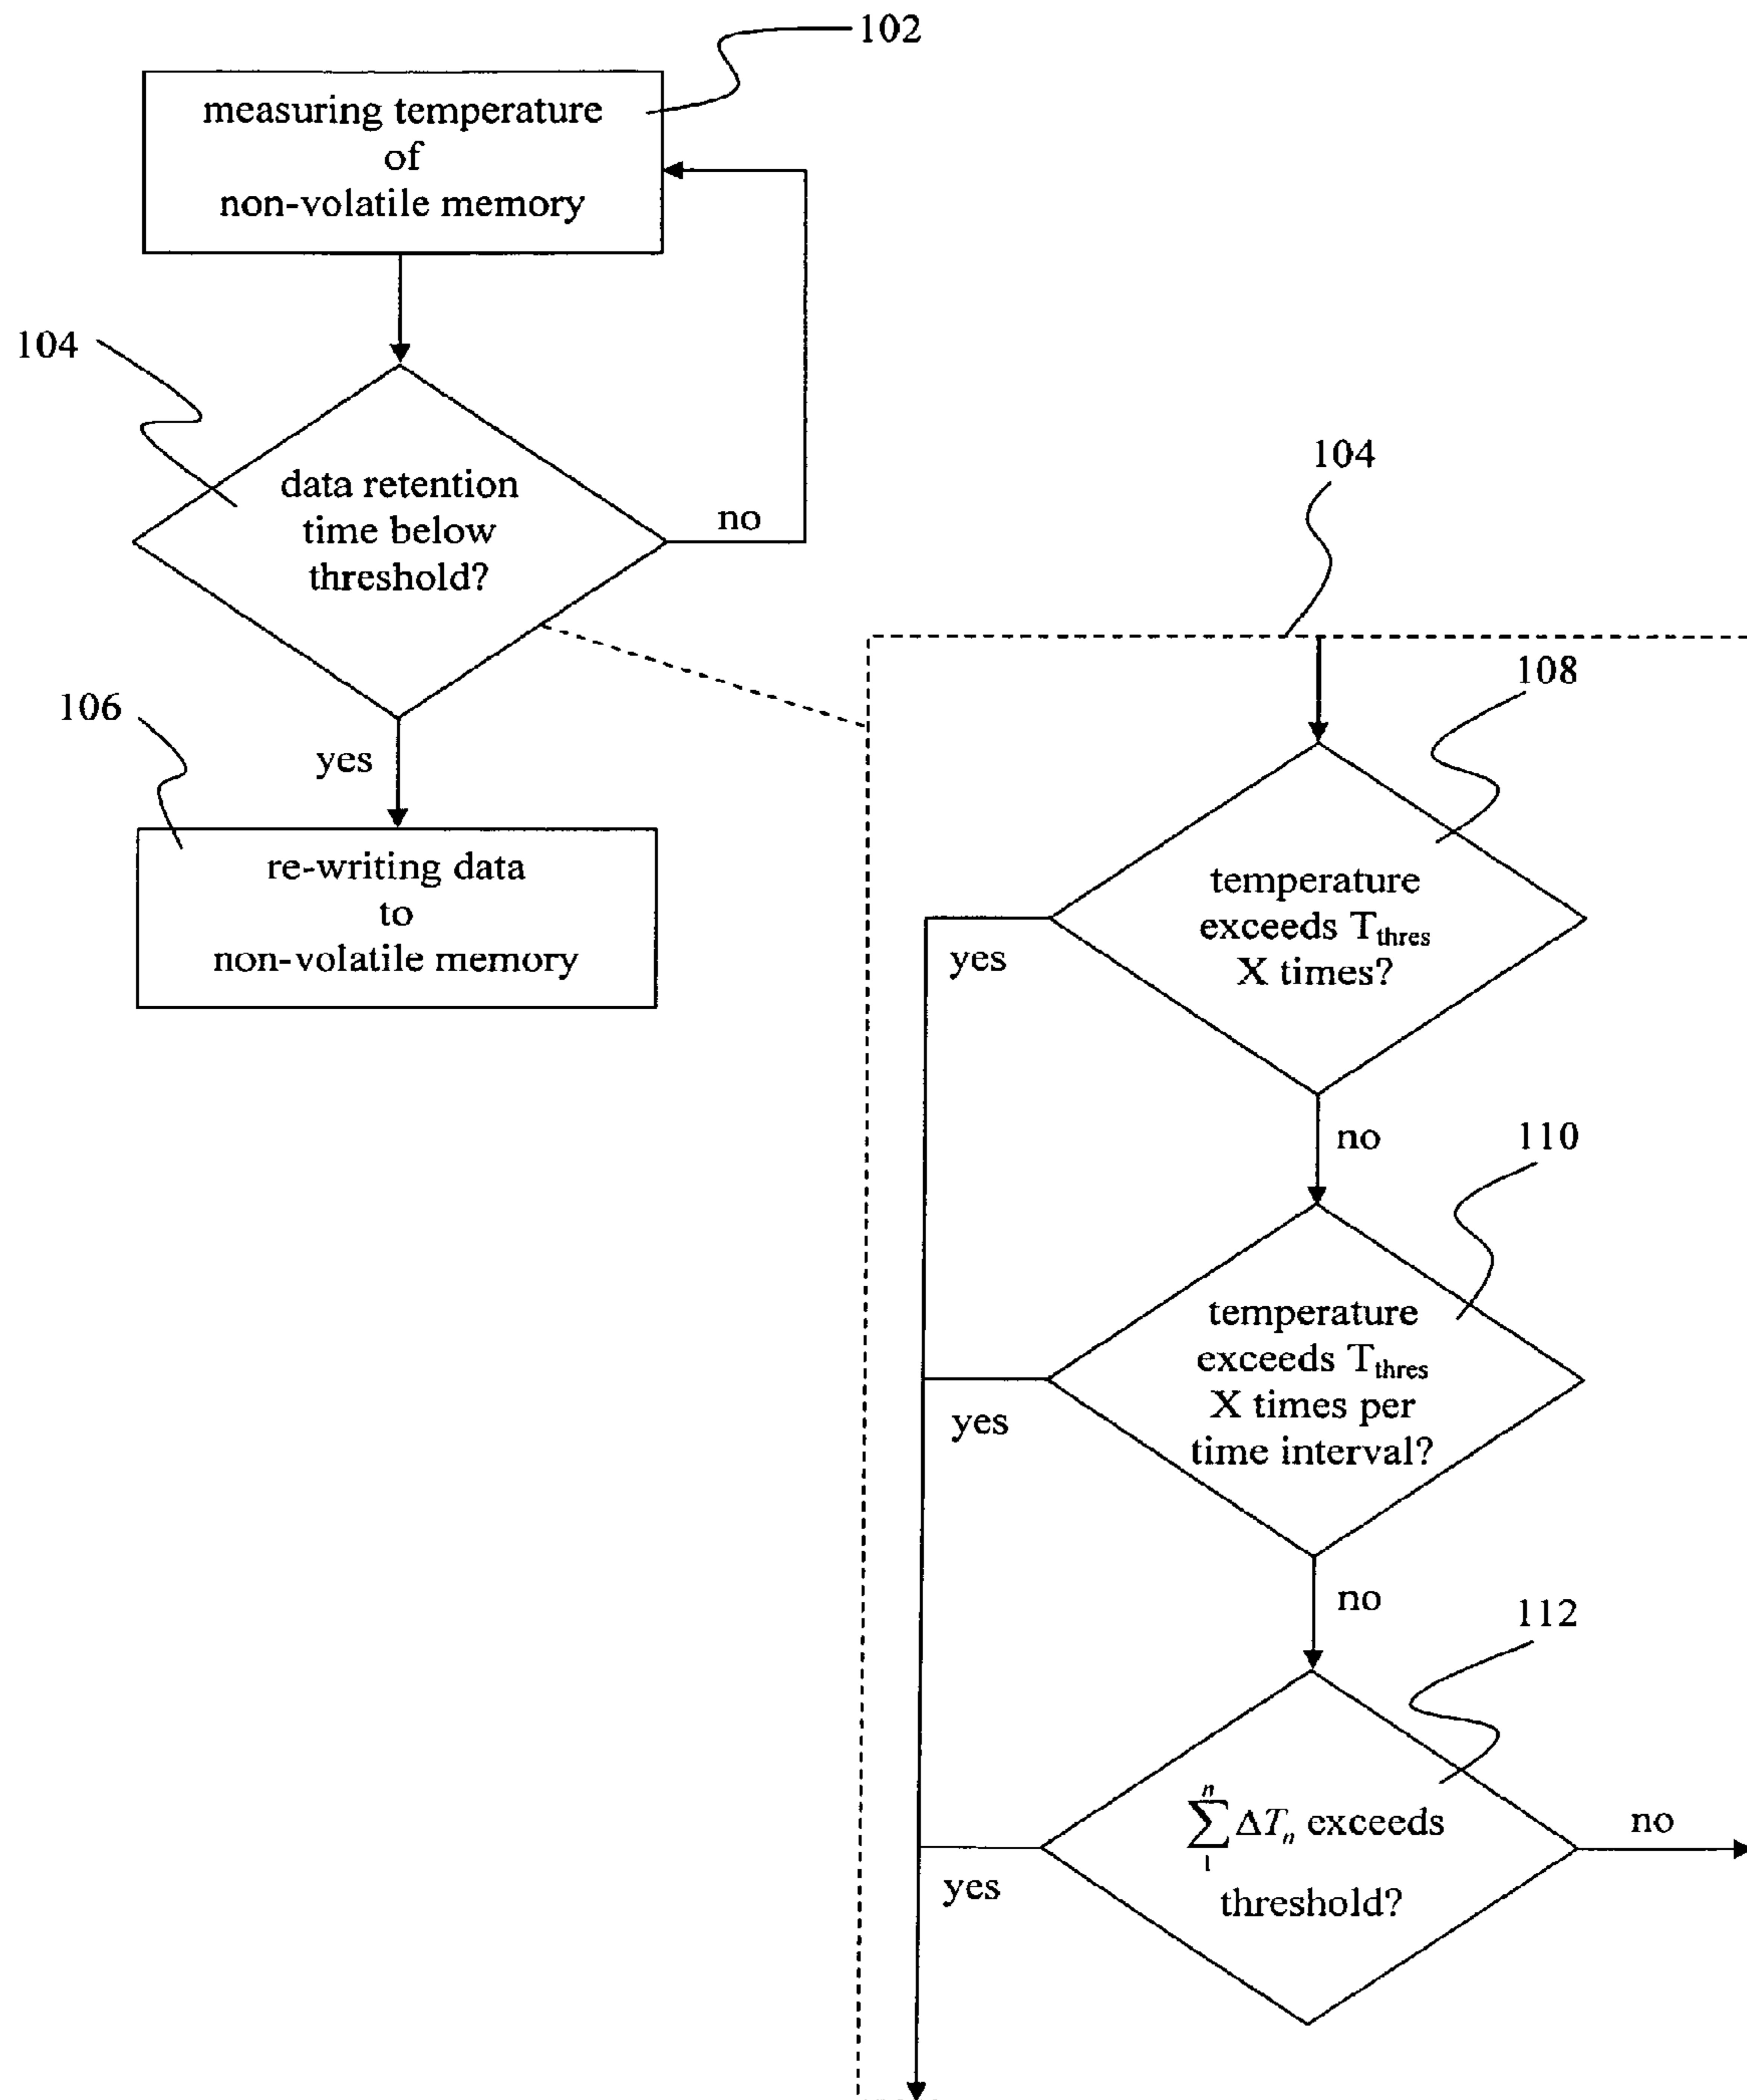 102
measuring temperature
of
non-volatile memory
104
data retention
time below
threshold?
no
yes
106
re-writing data
to
non-volatile memory
104
108
temperature
exceeds T_thres
X times?
yes
no
110
temperature
exceeds T_thres
X times per
time interval?
yes
no
112
∑₁ⁿ ΔTₙ exceeds
threshold?
yes
no